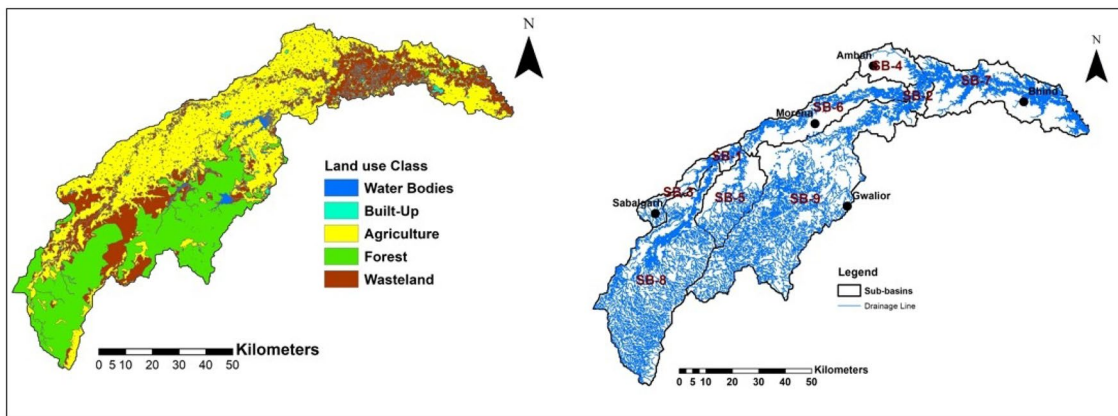 N
Land use Class
Water Bodies
Built-Up
Agriculture
Forest
Wasteland
Kilometers
0 5 10 20 30 40 50
N
Ambah
SB-4
SB-7
SB-2
Bhind
SB-6
Morena
SB-1
SB-3
SB-5
SB-9
Sabalgarh
Gwalior
SB-8
Legend
Sub-basins
Drainage Line
Kilometers
0 5 10 20 30 40 50